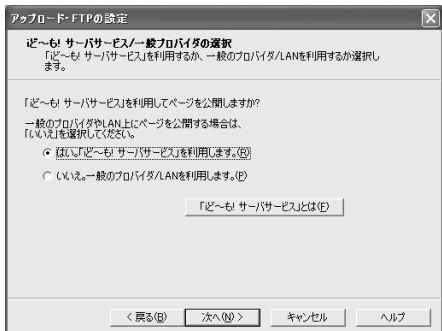 アップロード・FTPの設定
iど~も! サーバサービス/一般プロバイダの選択
「iど~も! サーバサービス」を利用するか、一般のプロバイダ/LANを利用するか選択し
ます。
「iど~も! サーバサービス」を利用してページを公開しますか?
一般のプロバイダやLAN上にページを公開する場合は、
「いいえ」を選択してください。
はい。「iど~も! サーバサービス」を利用します。(R)
いいえ。一般のプロバイダ/LANを利用します。(P)
「iど~も! サーバサービス」とは(F)
< 戻る(B) 次へ(N) > キャンセル ヘルプ